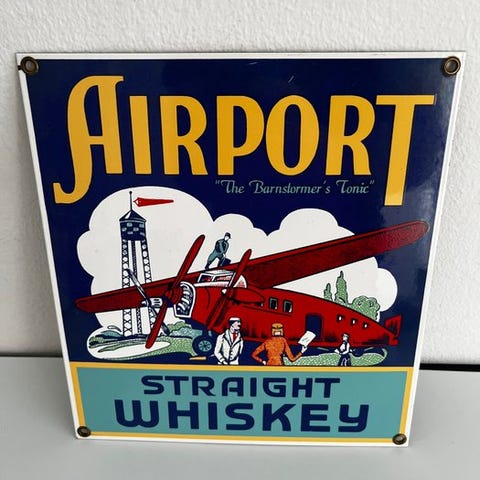 AIRPORT
"The Barnstormer's Tonic"
STRAIGHT
WHISKEY